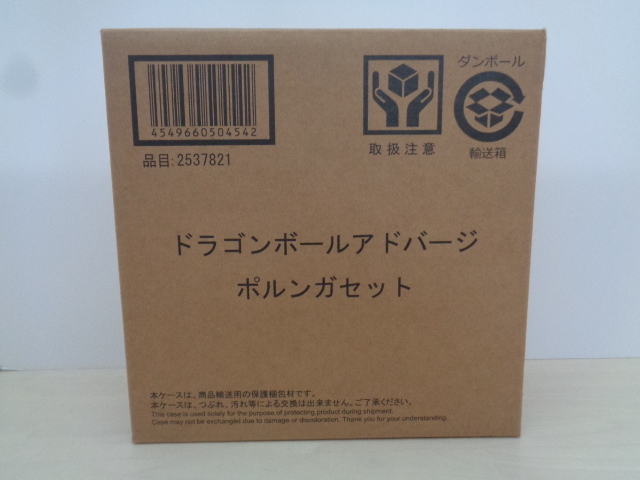 4549660504542
品目:2537821
取扱注意
ダンボール
輸送箱
ドラゴンボールアドバージ
ポルンガセット
本ケースは、商品輸送用の保護梱包材です。
本ケースは、つぶれ、汚れ等による交換は出来ません。ご了承ください。
This case is used solely for the purpose of protecting product during shipment.
Case may not be exchanged due to damage or discoloration. Thank you for your understanding.